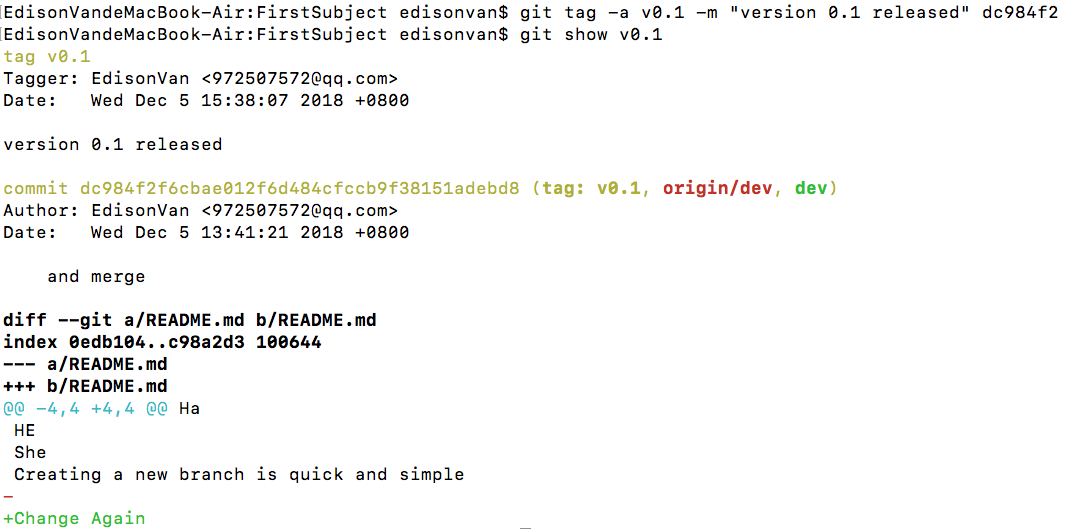 EdisonVandeMacBook-Air:FirstSubject edisonvan$ git tag -a v0.1 -m "version 0.1 released" dc984f2
EdisonVandeMacBook-Air:FirstSubject edisonvan$ git show v0.1
tag v0.1
Tagger: EdisonVan <972507572@qq.com>
Date:   Wed Dec 5 15:38:07 2018 +0800

version 0.1 released

commit dc984f2f6cbae012f6d484cfccb9f38151adebd8 (tag: v0.1, origin/dev, dev)
Author: EdisonVan <972507572@qq.com>
Date:   Wed Dec 5 13:41:21 2018 +0800

    and merge

diff --git a/README.md b/README.md
index 0edb104..c98a2d3 100644
--- a/README.md
+++ b/README.md
@@ -4,4 +4,4 @@ Ha
 HE
 She
 Creating a new branch is quick and simple
-
+Change Again